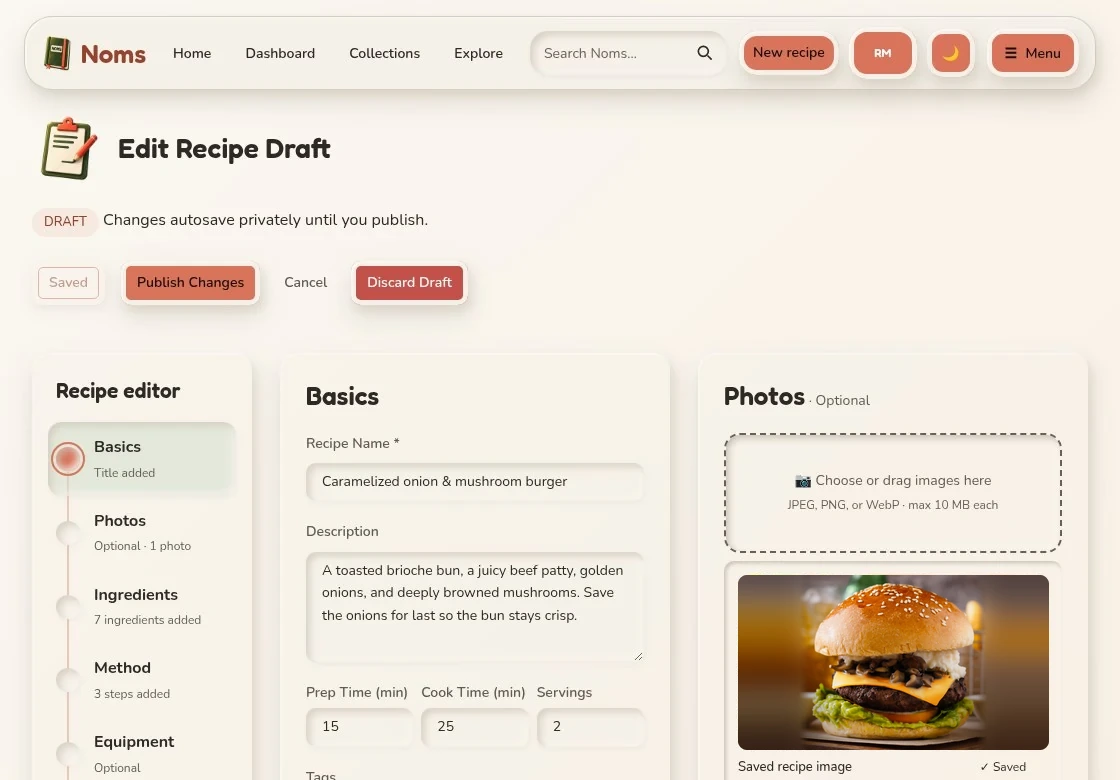 Noms
Home
Dashboard
Collections
Explore
Search Noms...
New recipe
RM
☰ Menu
Edit Recipe Draft
DRAFT Changes autosave privately until you publish.
Saved
Publish Changes
Cancel
Discard Draft
Recipe editor
Basics
Title added
Photos
Optional · 1 photo
Ingredients
7 ingredients added
Method
3 steps added
Equipment
Optional
Basics
Recipe Name *
Caramelized onion & mushroom burger
Description
A toasted brioche bun, a juicy beef patty, golden
onions, and deeply browned mushrooms. Save
the onions for last so the bun stays crisp.
Prep Time (min) Cook Time (min) Servings
15 25 2
Tags
Photos · Optional
📷 Choose or drag images here
JPEG, PNG, or WebP · max 10 MB each
Saved recipe image ✓ Saved